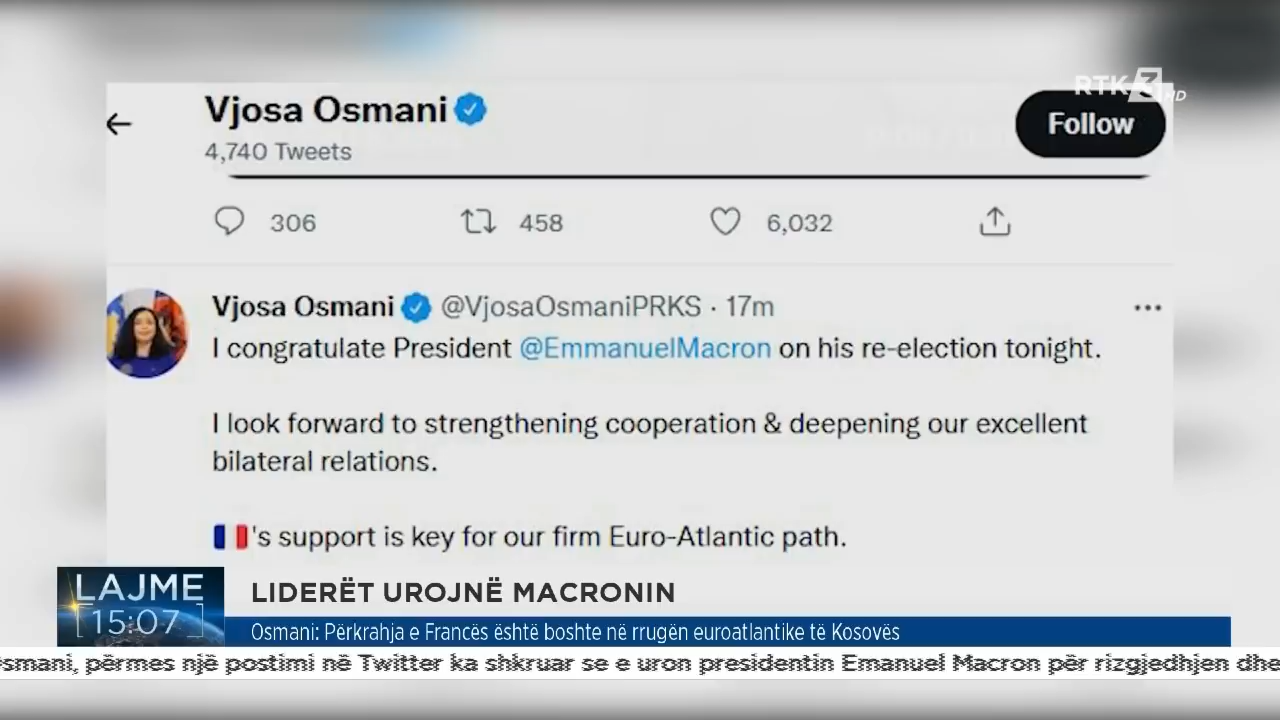 RTK 3 HD
Vjosa Osmani
Follow
4,740 Tweets
306 458 6,032
Vjosa Osmani @VjosaOsmaniPRKS · 17m
I congratulate President @EmmanuelMacron on his re-election tonight.
I look forward to strengthening cooperation & deepening our excellent
bilateral relations.
🇫🇷's support is key for our firm Euro-Atlantic path.
LAJME
15:07
LIDERËT UROJNË MACRONIN
Osmani: Përkrahja e Francës është boshte në rrugën euroatlantike të Kosovës
smani, përmes një postimi në Twitter ka shkruar se e uron presidentin Emanuel Macron për rizgjedhjen dhe